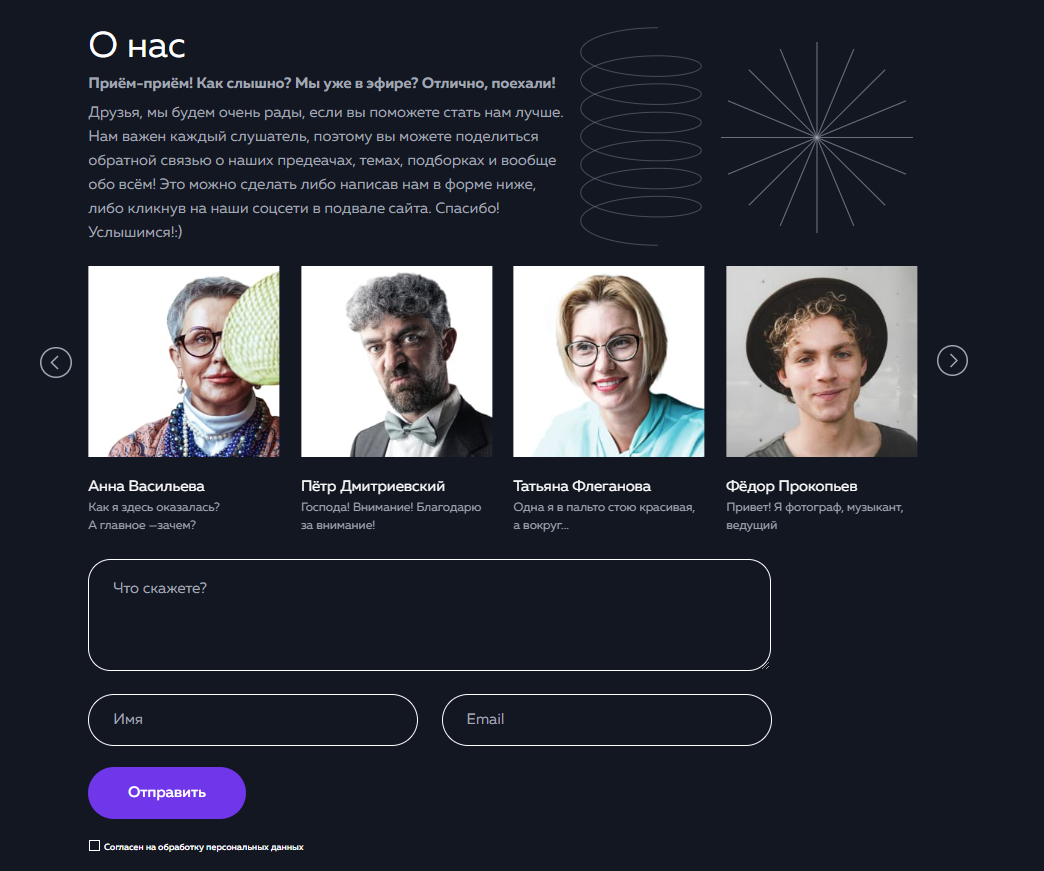 О нас
Приём-приём! Как слышно? Мы уже в эфире? Отлично, поехали!
Друзья, мы будем очень рады, если вы поможете стать нам лучше.
Нам важен каждый слушатель, поэтому вы можете поделиться
обратной связью о наших предеачах, темах, подборках и вообще
обо всём! Это можно сделать либо написав нам в форме ниже,
либо кликнув на наши соцсети в подвале сайта. Спасибо!
Услышимся!:)
Анна Васильева
Как я здесь оказалась?
А главное —зачем?
Пётр Дмитриевский
Господа! Внимание! Благодарю
за внимание!
Татьяна Флеганова
Одна я в пальто стою красивая,
а вокруг...
Фёдор Прокопьев
Привет! Я фотограф, музыкант,
ведущий
Что скажете?
Имя
Email
Отправить
Согласен на обработку персональных данных